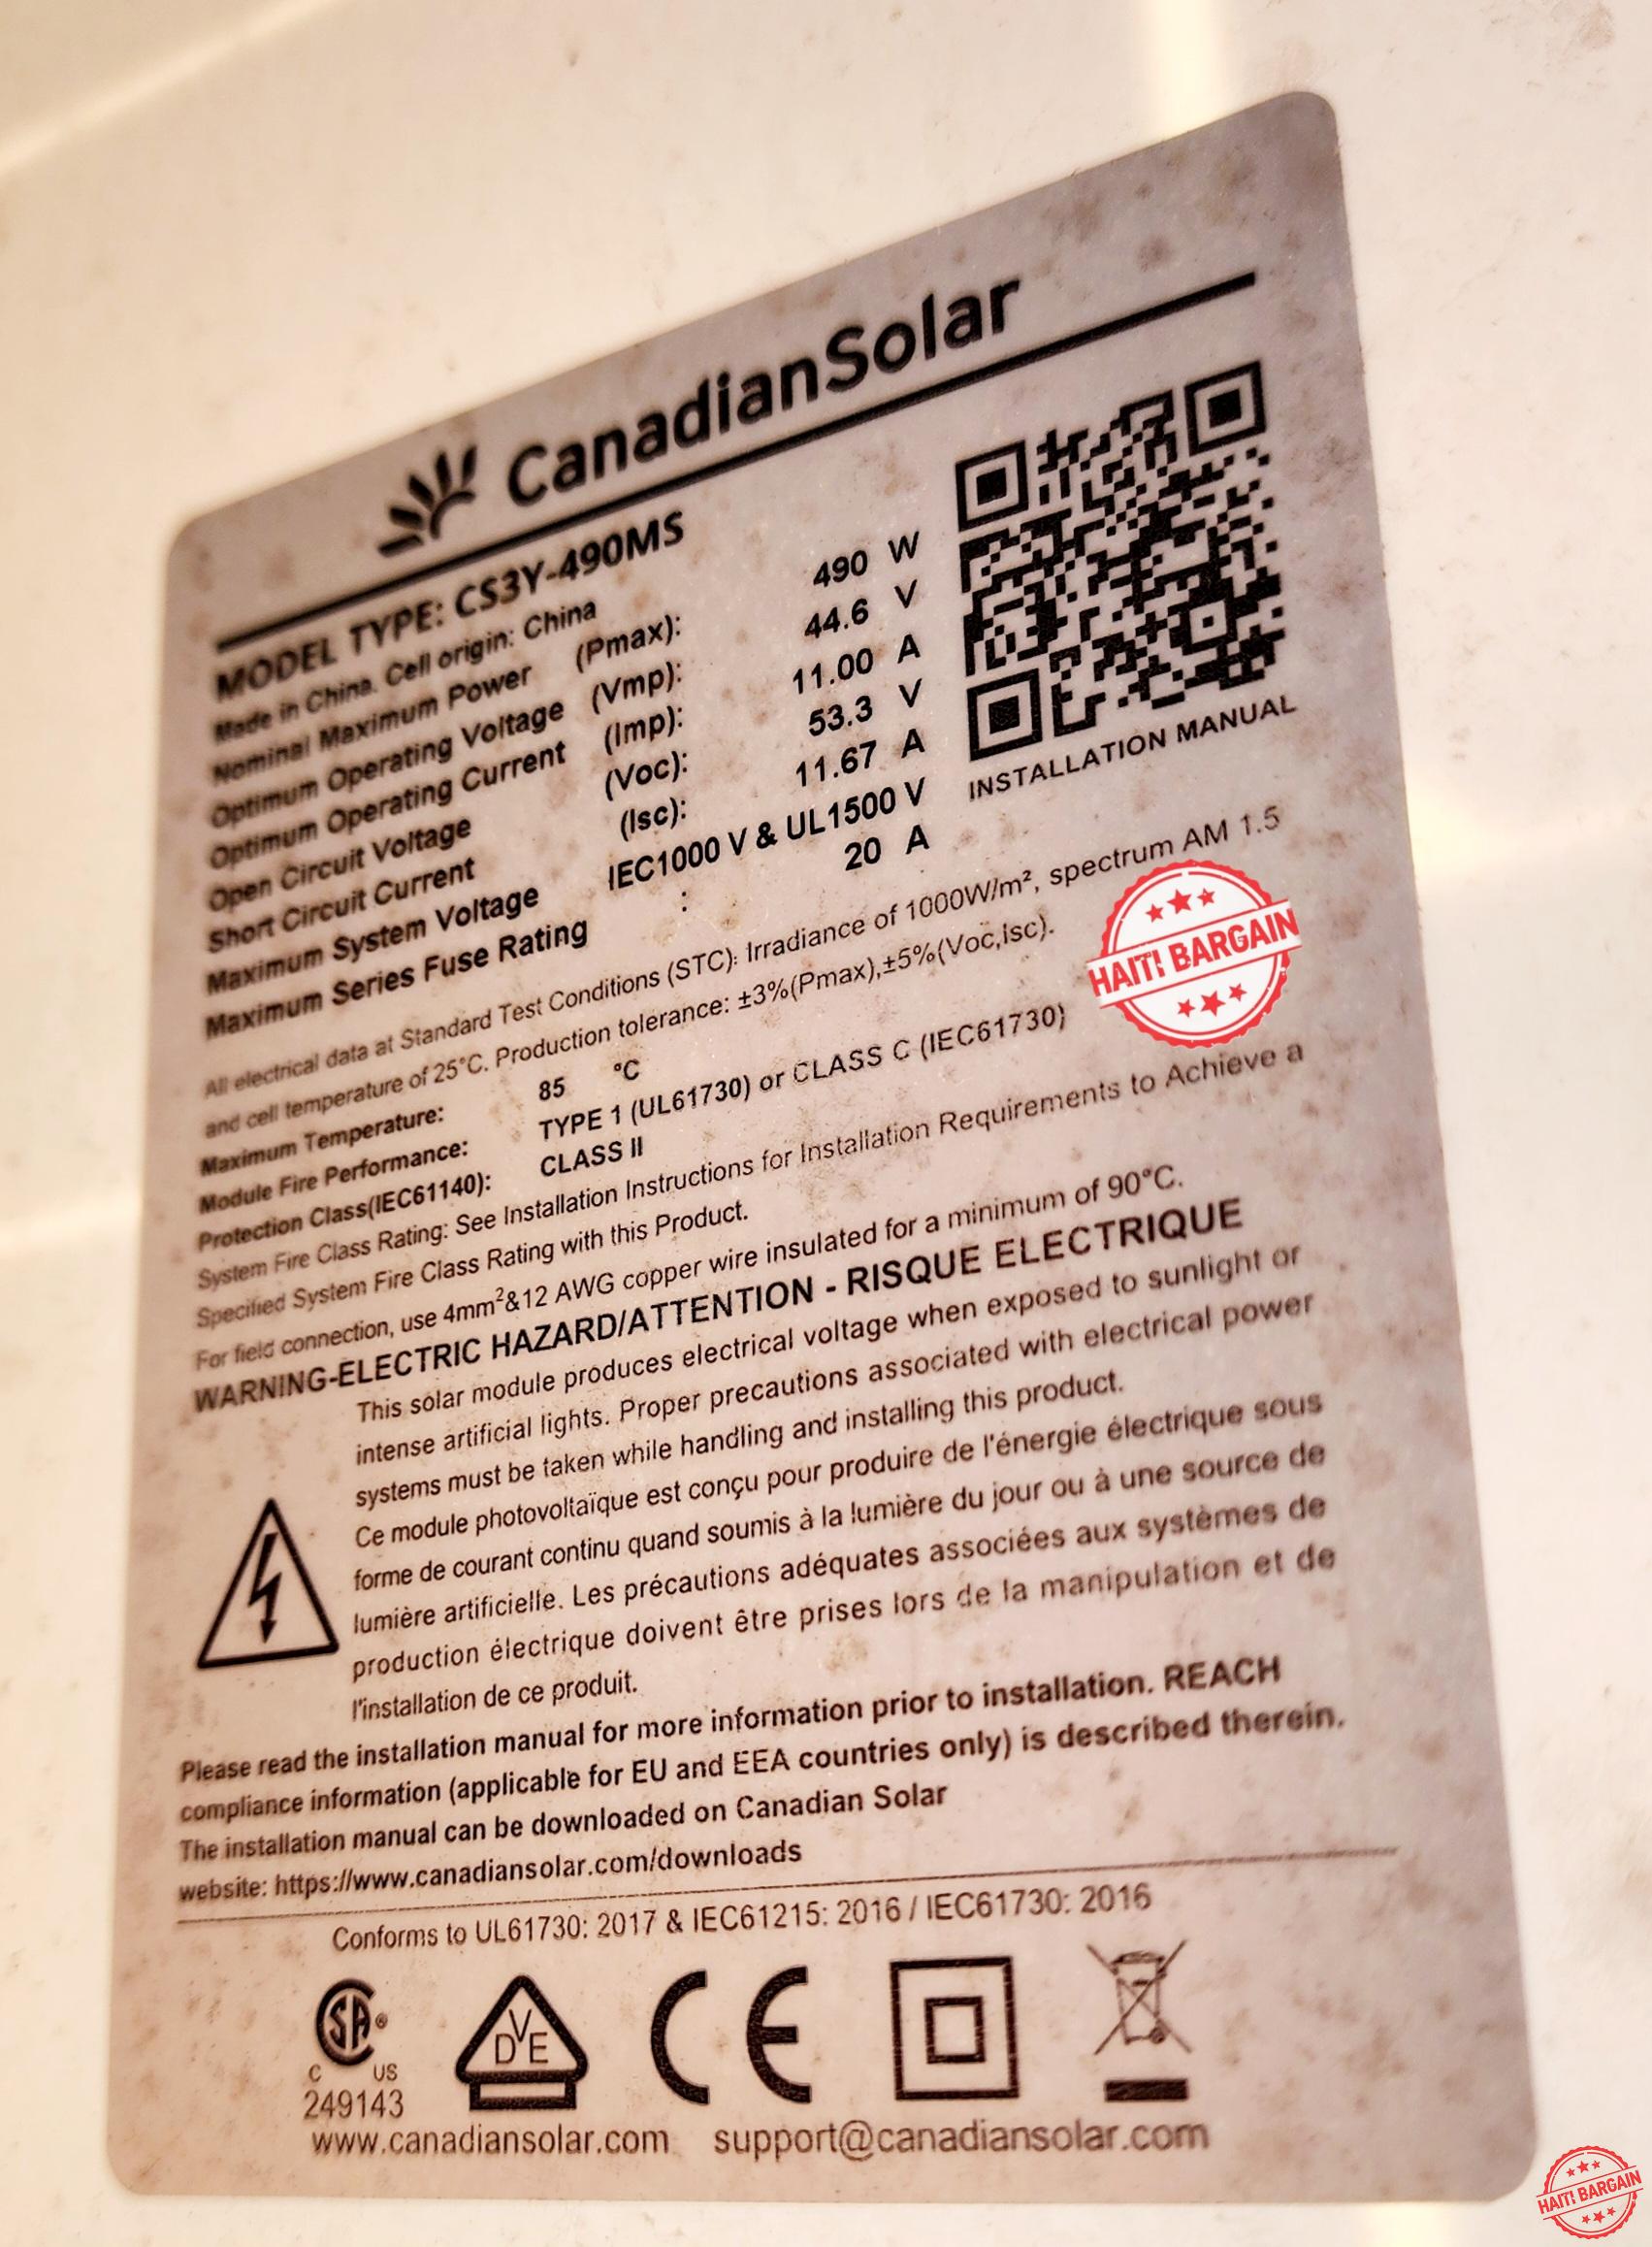 CanadianSolar
MODEL TYPE: CS3Y-490MS
Made in China. Cell origin: China
Nominal Maximum Power (Pmax): 490 W
Optimum Operating Voltage (Vmp): 44.6 V
Optimum Operating Current (Imp): 11.00 A
Open Circuit Voltage (Voc): 53.3 V
Short Circuit Current (Isc): 11.67 A
Maximum System Voltage IEC1000 V & UL1500 V
Maximum Series Fuse Rating : 20 A
INSTALLATION MANUAL
All electrical data at Standard Test Conditions (STC): Irradiance of 1000W/m², spectrum AM 1.5
and cell temperature of 25°C. Production tolerance: ±3%(Pmax),±5%(Voc,Isc).
Maximum Temperature: 85 °C
Module Fire Performance: TYPE 1 (UL61730) or CLASS C (IEC61730)
Protection Class(IEC61140): CLASS II
System Fire Class Rating: See Installation Instructions for Installation Requirements to Achieve a
Specified System Fire Class Rating with this Product.
For field connection, use 4mm²&12 AWG copper wire insulated for a minimum of 90°C.
WARNING-ELECTRIC HAZARD/ATTENTION - RISQUE ELECTRIQUE
This solar module produces electrical voltage when exposed to sunlight or
intense artificial lights. Proper precautions associated with electrical power
systems must be taken while handling and installing this product.
Ce module photovoltaïque est conçu pour produire de l'énergie électrique sous
forme de courant continu quand soumis à la lumière du jour ou à une source de
lumière artificielle. Les précautions adéquates associées aux systèmes de
production électrique doivent être prises lors de la manipulation et de
l'installation de ce produit.
Please read the installation manual for more information prior to installation. REACH
compliance information (applicable for EU and EEA countries only) is described therein.
The installation manual can be downloaded on Canadian Solar
website: https://www.canadiansolar.com/downloads
Conforms to UL61730: 2017 & IEC61215: 2016 / IEC61730: 2016
SA®
C US
249143
DVE
CE
www.canadiansolar.com support@canadiansolar.com
HAITI BARGAIN
HAITI BARGAIN